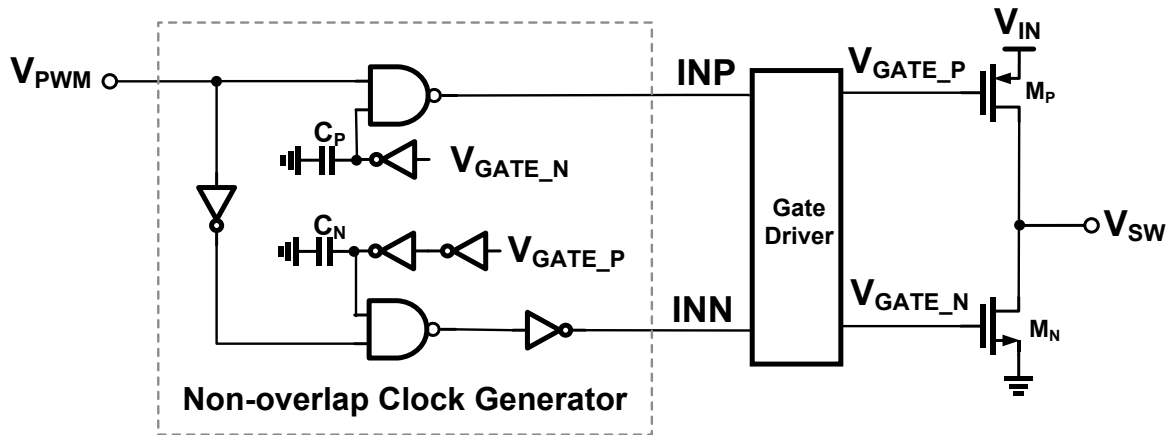 V_IN
V_PWM
INP
V_GATE_P
M_P
C_P
V_GATE_N
Gate
Driver
C_N
V_GATE_P
V_SW
INN
V_GATE_N
M_N
Non-overlap Clock Generator